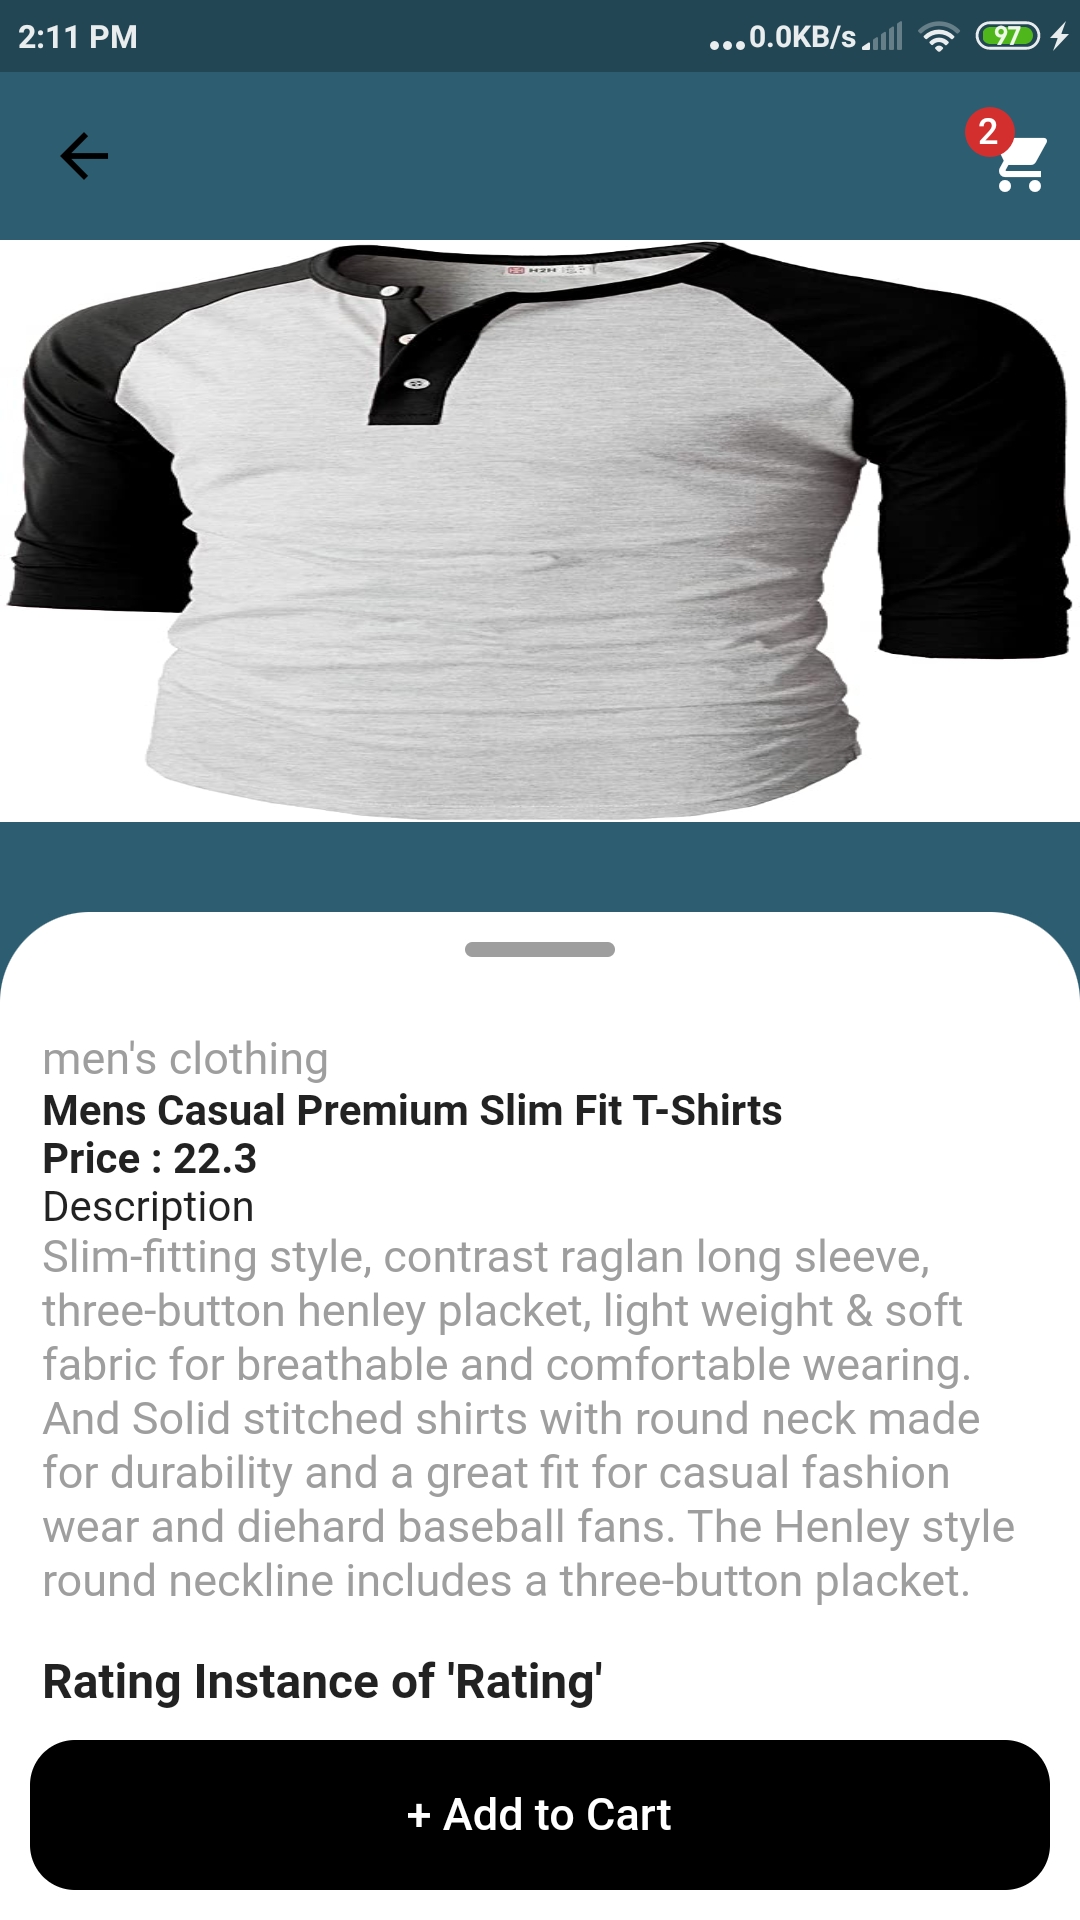 2:11 PM
...0.0KB/s
97
2
H2H
men's clothing
Mens Casual Premium Slim Fit T-Shirts
Price : 22.3
Description
Slim-fitting style, contrast raglan long sleeve,
three-button henley placket, light weight & soft
fabric for breathable and comfortable wearing.
And Solid stitched shirts with round neck made
for durability and a great fit for casual fashion
wear and diehard baseball fans. The Henley style
round neckline includes a three-button placket.
Rating Instance of 'Rating'
+ Add to Cart